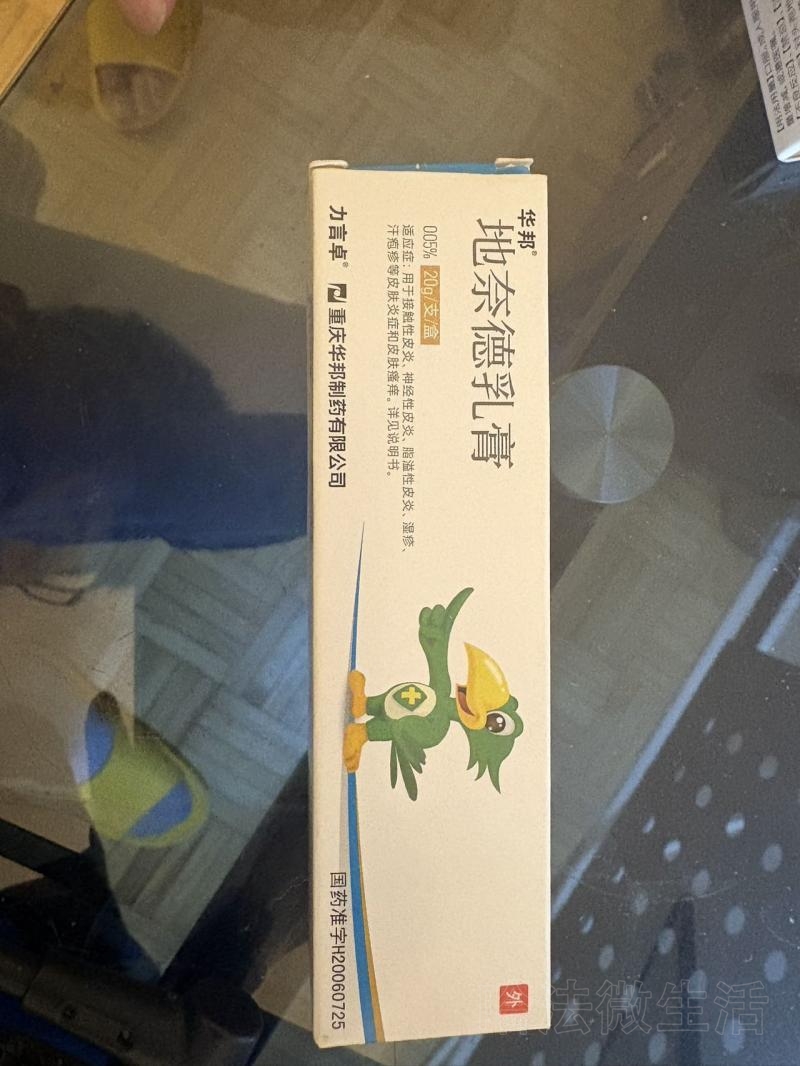 华邦®
地奈德乳膏
0.05% 20g/支/盒
适应症：用于接触性皮炎、神经性皮炎、脂溢性皮炎、湿疹、
汗疱疹等皮肤炎症和皮肤瘙痒。详见说明书。
力言卓® 重庆华邦制药有限公司
国药准字H20060725
外
法微生活